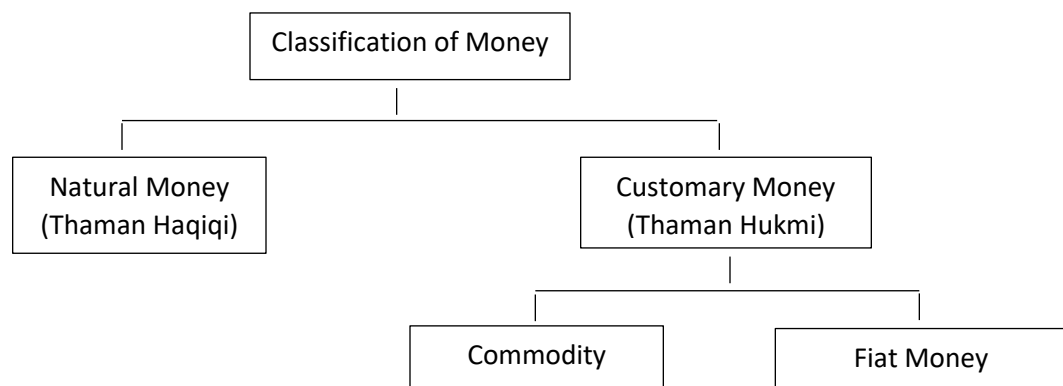 Classification of Money
Natural Money
(Thaman Haqiqi)
Customary Money
(Thaman Hukmi)
Commodity
Fiat Money